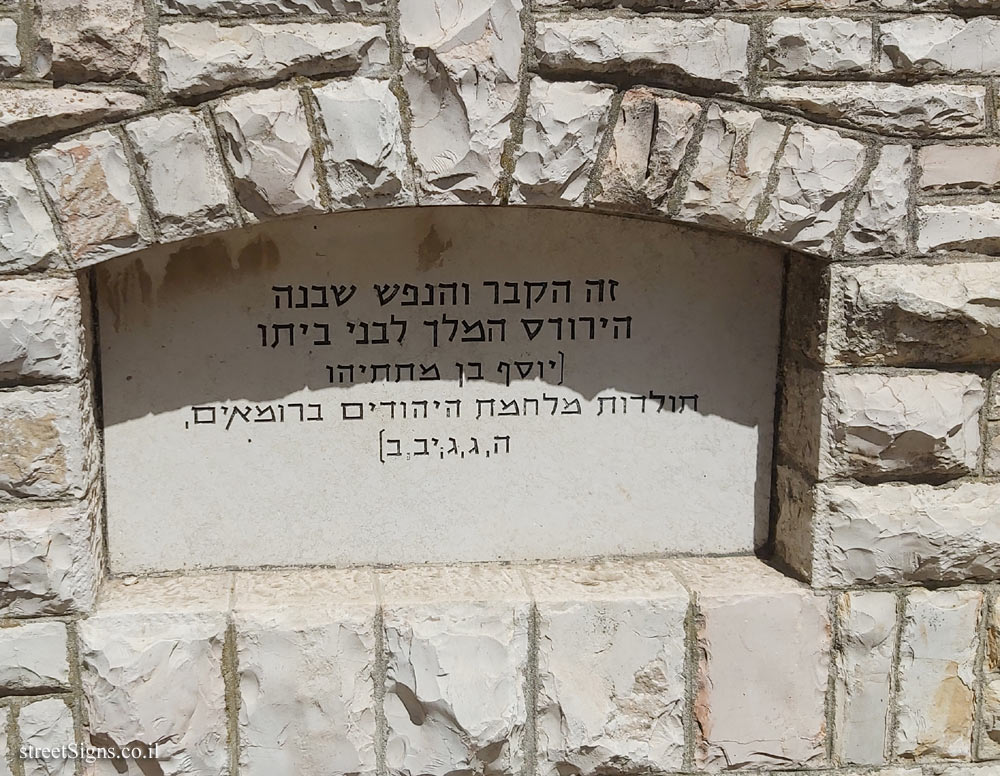 זה הקבר והנפש שבנה
הירודס המלך לבני ביתו
(יוסף בן מתתיהו
תולדות מלחמת היהודים ברומאים,
ה,ג,ג;יב,ב)
streetSigns.co.il